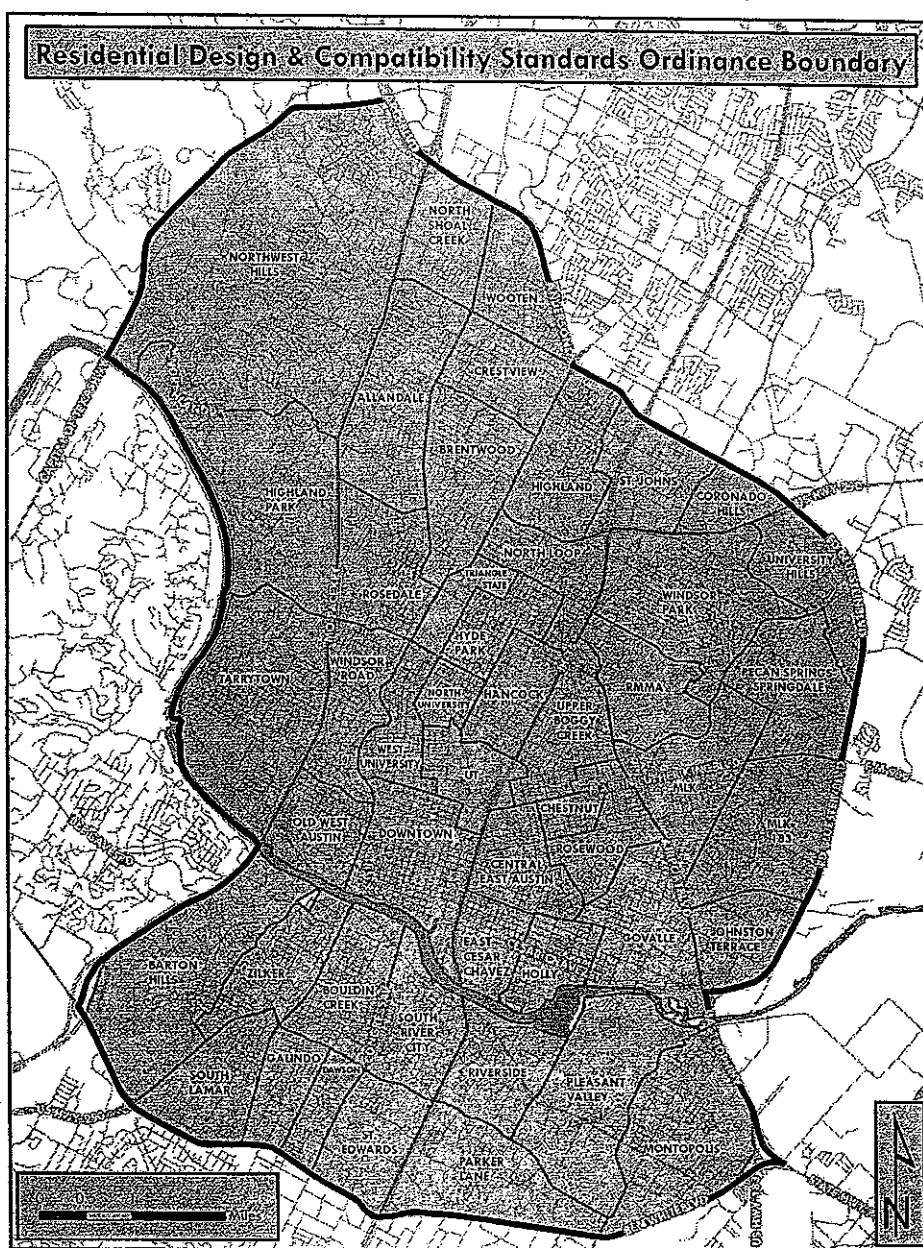 Residential Design & Compatibility Standards Ordinance Boundary
NORTH
SHOAL
CREEK
NORTHWEST
HILLS
WOOTEN
CRESTVIEW
ALLANDALE
BRENTWOOD
HIGHLAND
PARK
HIGHLAND
ST. JOHNS
CORONADO
HILLS
NORTH LOOP
UNIVERSITY
HILLS
TRIANGLE
STATE
ROSEDALE
WINDSOR
PARK
HYDE
PARK
WINDSOR
ROAD
TARRYTOWN
NORTH
UNIVERSITY
HANCOCK
RMMA
PECAN SPRINGS
SPRINGDALE
UPPER
BOGGY
CREEK
WEST
UNIVERSITY
UT
MLK
CHESTNUT
OLD WEST
AUSTIN
DOWNTOWN
MLK
183
ROSEWOOD
CENTRAL
EAST AUSTIN
EAST
CESAR
CHAVEZ
HOLLY
GOVALLE
JOHNSTON
TERRACE
BARTON
HILLS
ZILKER
BOULDIN
CREEK
SOUTH
RIVER
CITY
SOUTH
LAMAR
GALINDO
DAWSON
RIVERSIDE
PLEASANT
VALLEY
ST.
EDWARDS
PARKER
LANE
MONTOPOLIS
N